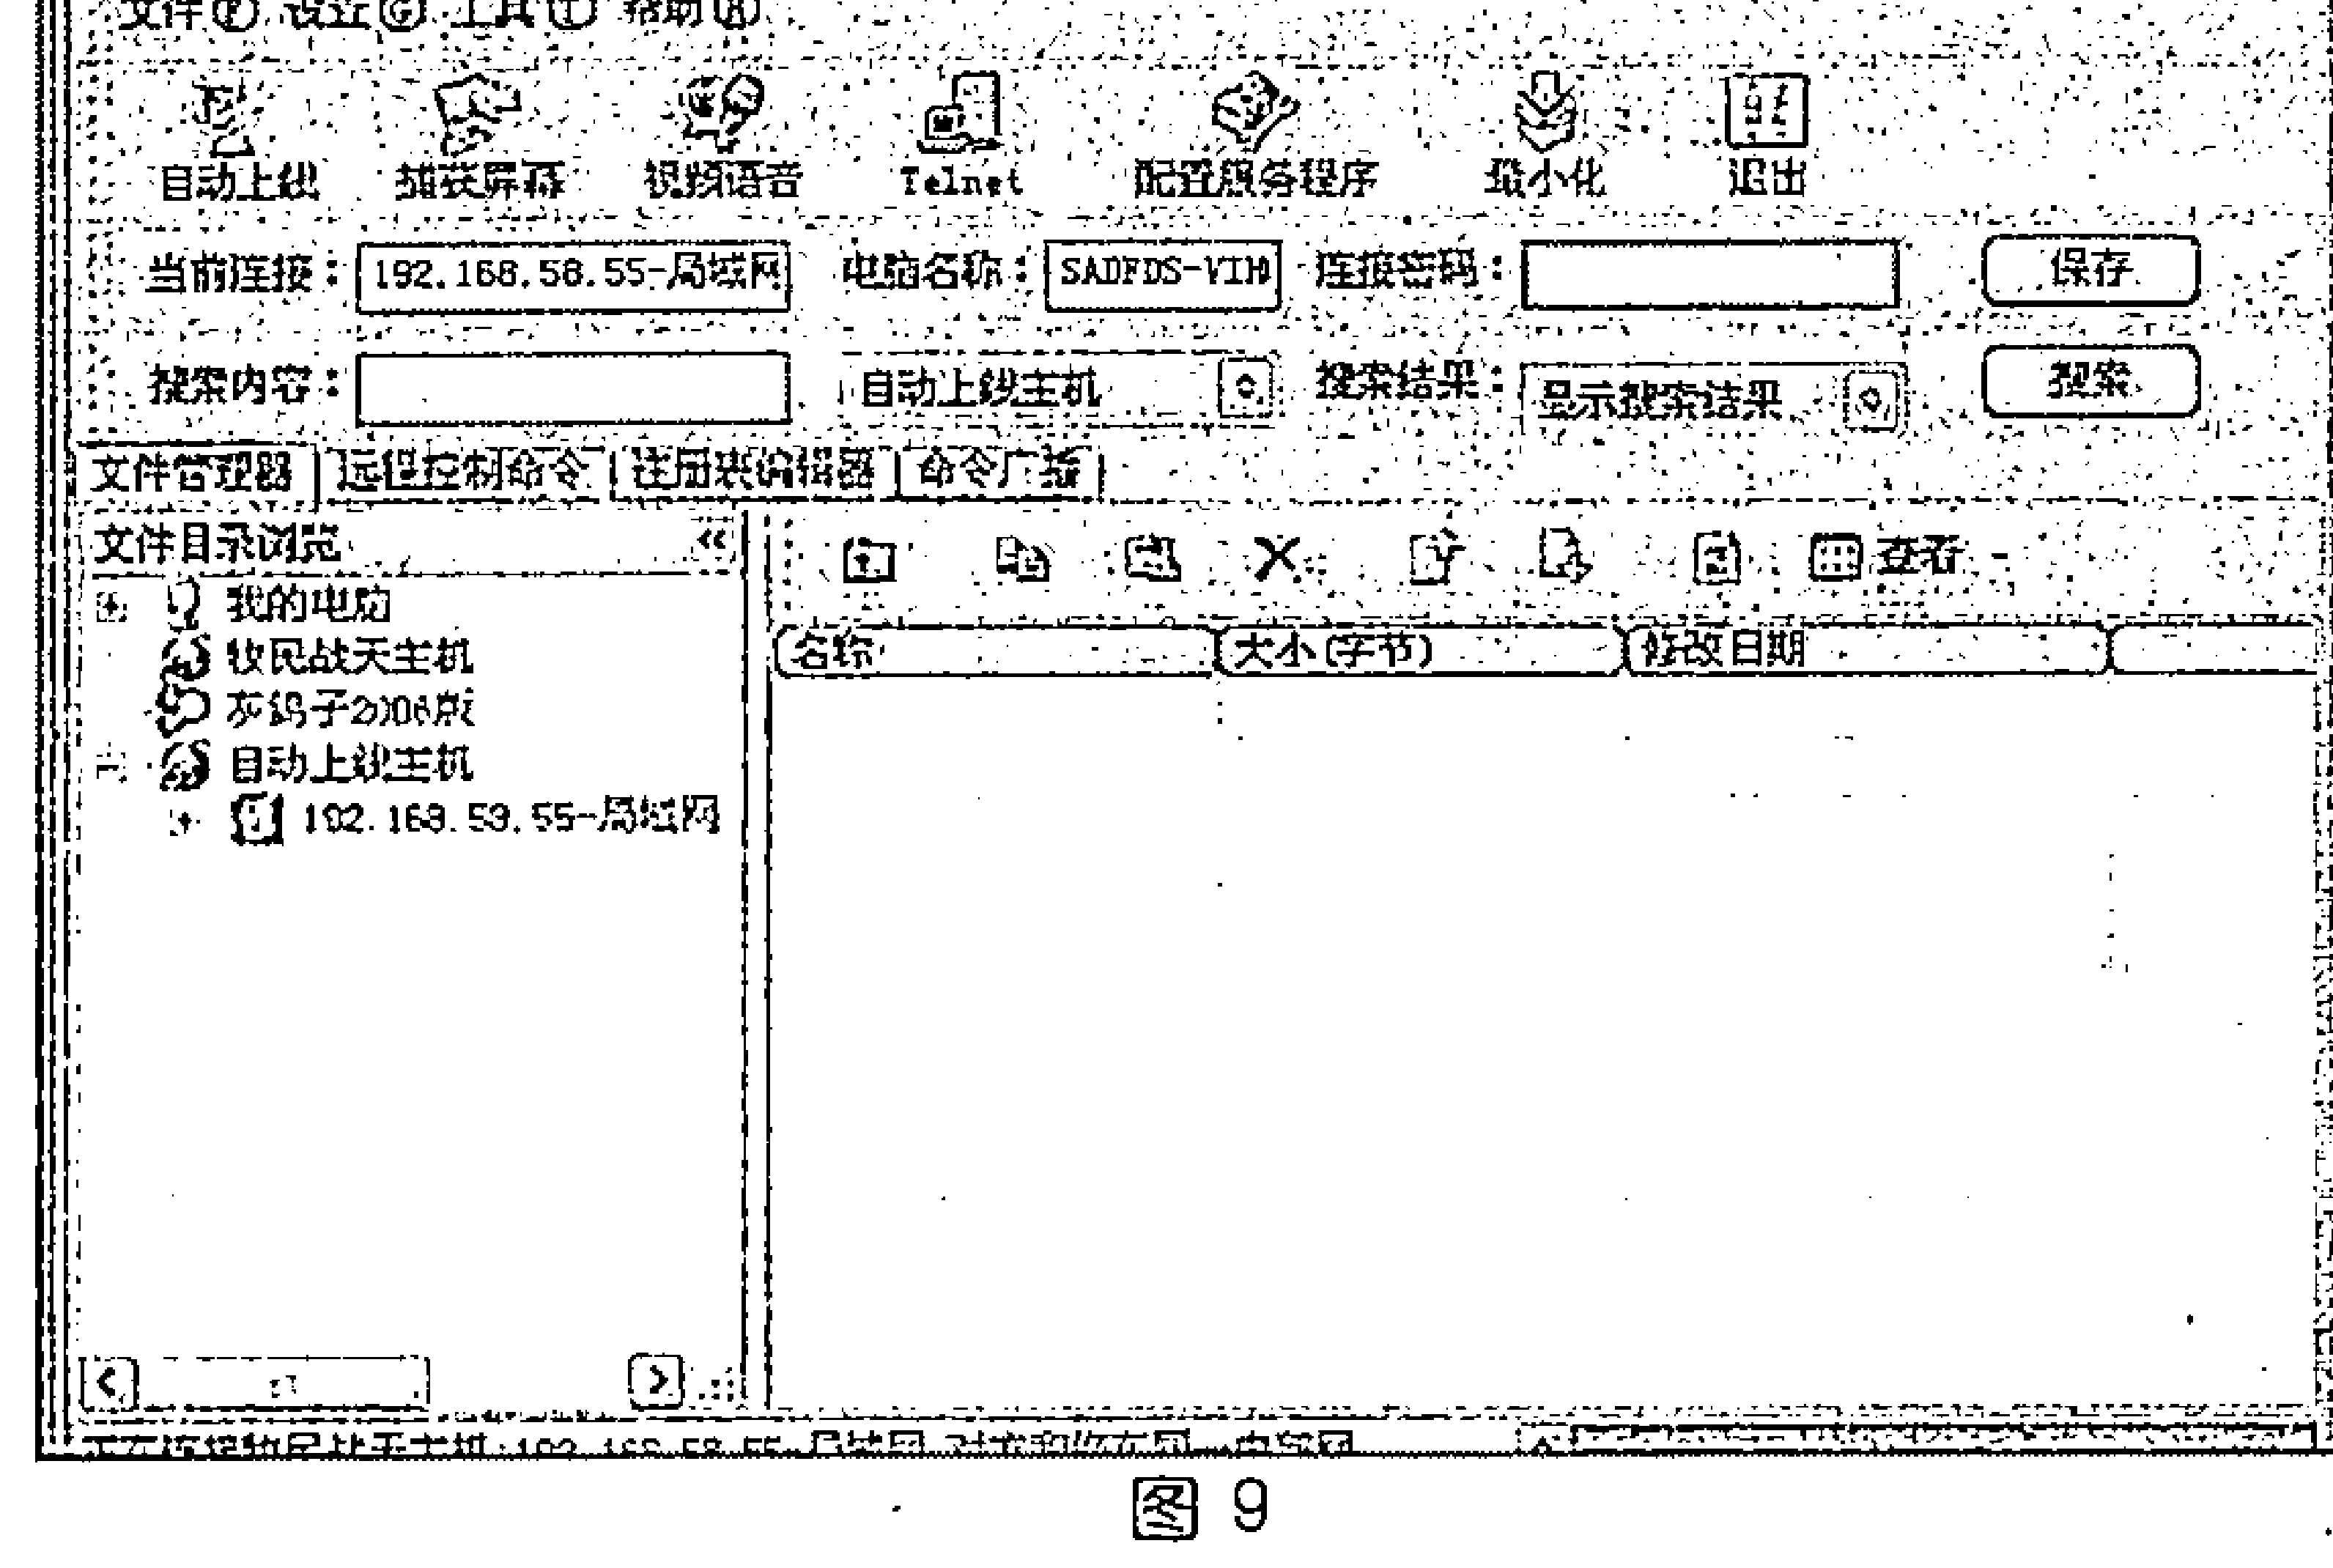 文件(F) 设置(G) 工具(T) 帮助(H)
自动上线 捕获屏幕 视频语音 Telnet 配置服务程序 最小化 退出
当前连接: 192.168.58.55-局域网 电脑名称: SADFDS-VIH 连接密码: 保存
搜索内容: 自动上线主机 搜索结果: 显示搜索结果 搜索
文件管理器 远程控制命令 注册表编辑器 命令广播
文件目录浏览 «
查看
我的电脑
名称 大小(字节) 修改日期
牧民战天主机
灰鸽子2006版
自动上线主机
192.168.58.55-局域网
图 9